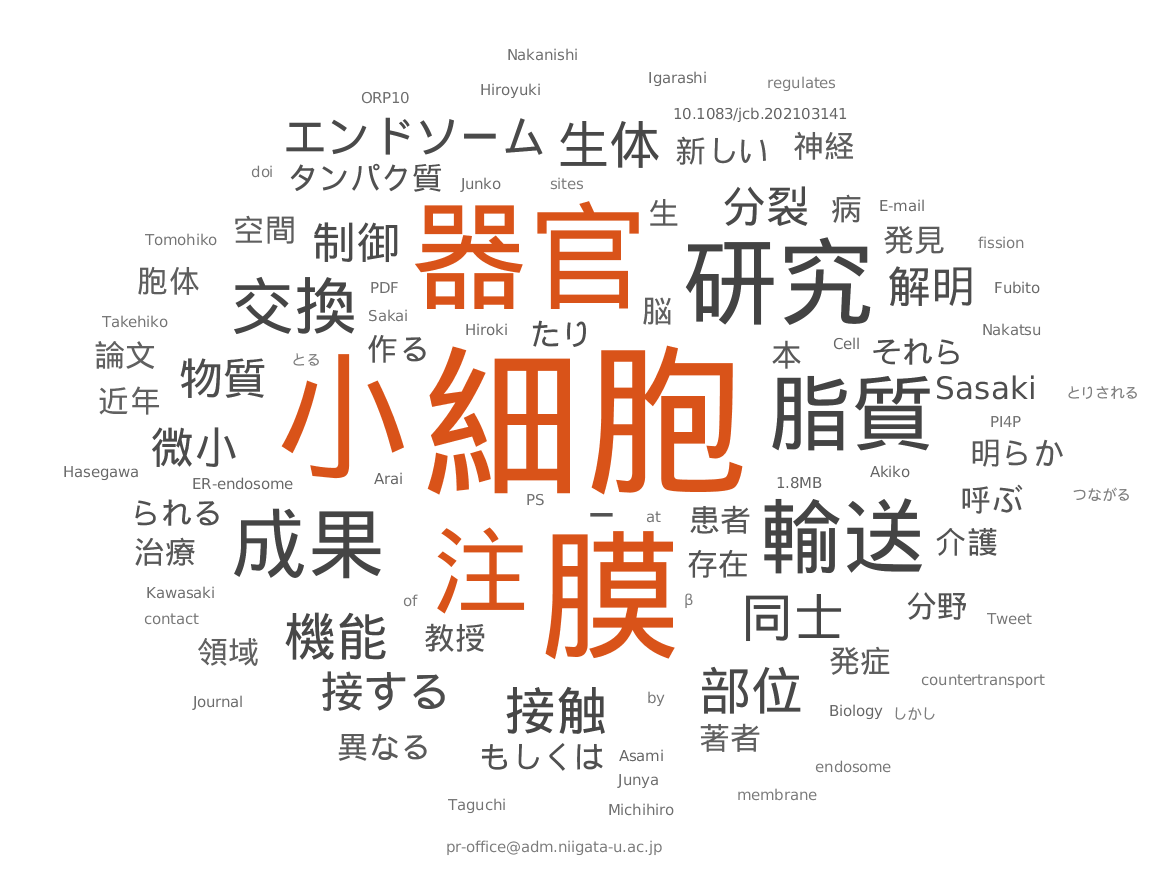 Nakanishi
Igarashi
regulates
Hiroyuki
ORP10
10.1083/jcb.202103141
エンドソーム
生体
新しい
神経
doi
タンパク質
Junko
sites
分裂
病
E-mail
生
器官
空間
制御
Tomohiko
発見
fission
研究
胞体
交換
PDF
解明
Fubito
Sakai
脳
Takehiko
Hiroki
たり
Nakatsu
論文
とる
作る
本
Cell
それら
物質
近年
小細胞
脂質
Sasaki
とりされる
PI4P
微小
明らか
Hasegawa
ER-endosome
Arai
1.8MB
Akiko
PS
呼ぶ
つながる
られる
ー
at
患者
輸送
成果
注
膜
治療
存在
介護
Kawasaki
of
β
分野
contact
同士
Tweet
機能
教授
領域
発症
接する
部位
countertransport
Journal
接触
by
Biology
しかし
異なる
著者
もしくは
Asami
endosome
Junya
membrane
Taguchi
Michihiro
pr-office@adm.niigata-u.ac.jp